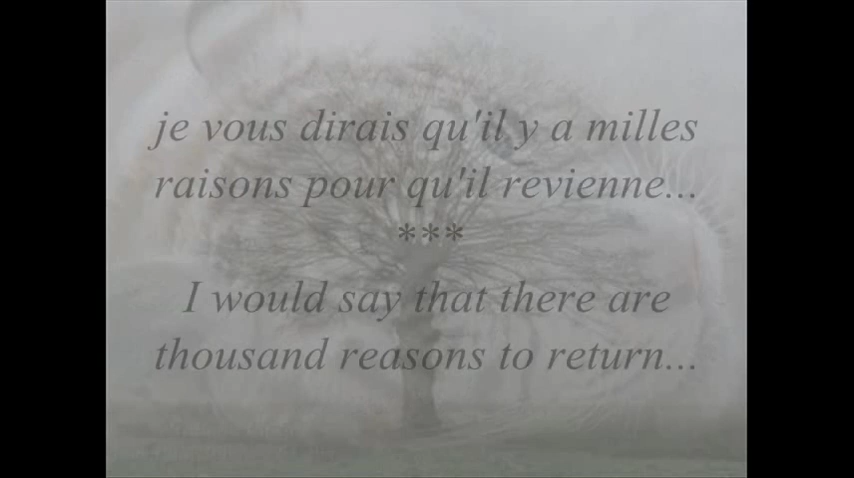 je vous dirais qu'il y a milles
raisons pour qu'il revienne...
***
I would say that there are
thousand reasons to return...